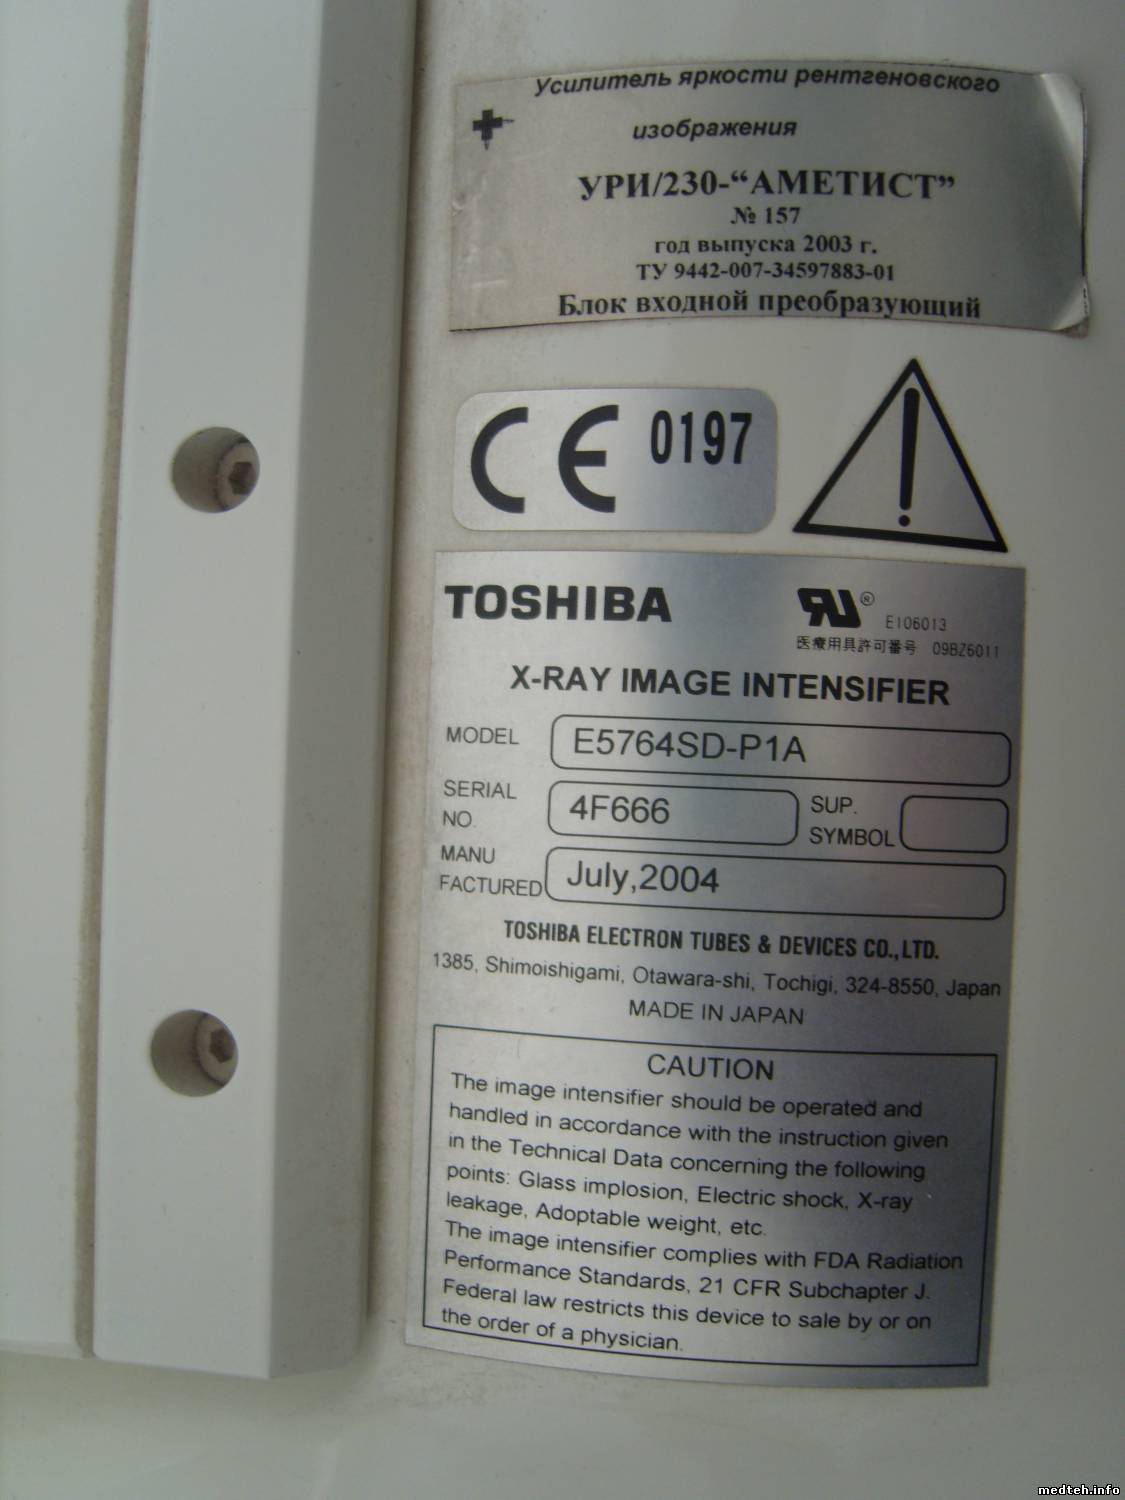 Усилитель яркости рентгеновского
изображения
УРИ/230-“АМЕТИСТ”
№ 157
год выпуска 2003 г.
ТУ 9442-007-34597883-01
Блок входной преобразующий
CE 0197
TOSHIBA
RU® E106013
医療用具許可番号 09BZ6011
X-RAY IMAGE INTENSIFIER
MODEL E5764SD-P1A
SERIAL NO. 4F666 SUP. SYMBOL
MANU FACTURED July,2004
TOSHIBA ELECTRON TUBES & DEVICES CO.,LTD.
1385, Shimoishigami, Otawara-shi, Tochigi, 324-8550, Japan
MADE IN JAPAN
CAUTION
The image intensifier should be operated and
handled in accordance with the instruction given
in the Technical Data concerning the following
points: Glass implosion, Electric shock, X-ray
leakage, Adoptable weight, etc.
The image intensifier complies with FDA Radiation
Performance Standards, 21 CFR Subchapter J.
Federal law restricts this device to sale by or on
the order of a physician.
medteh.info